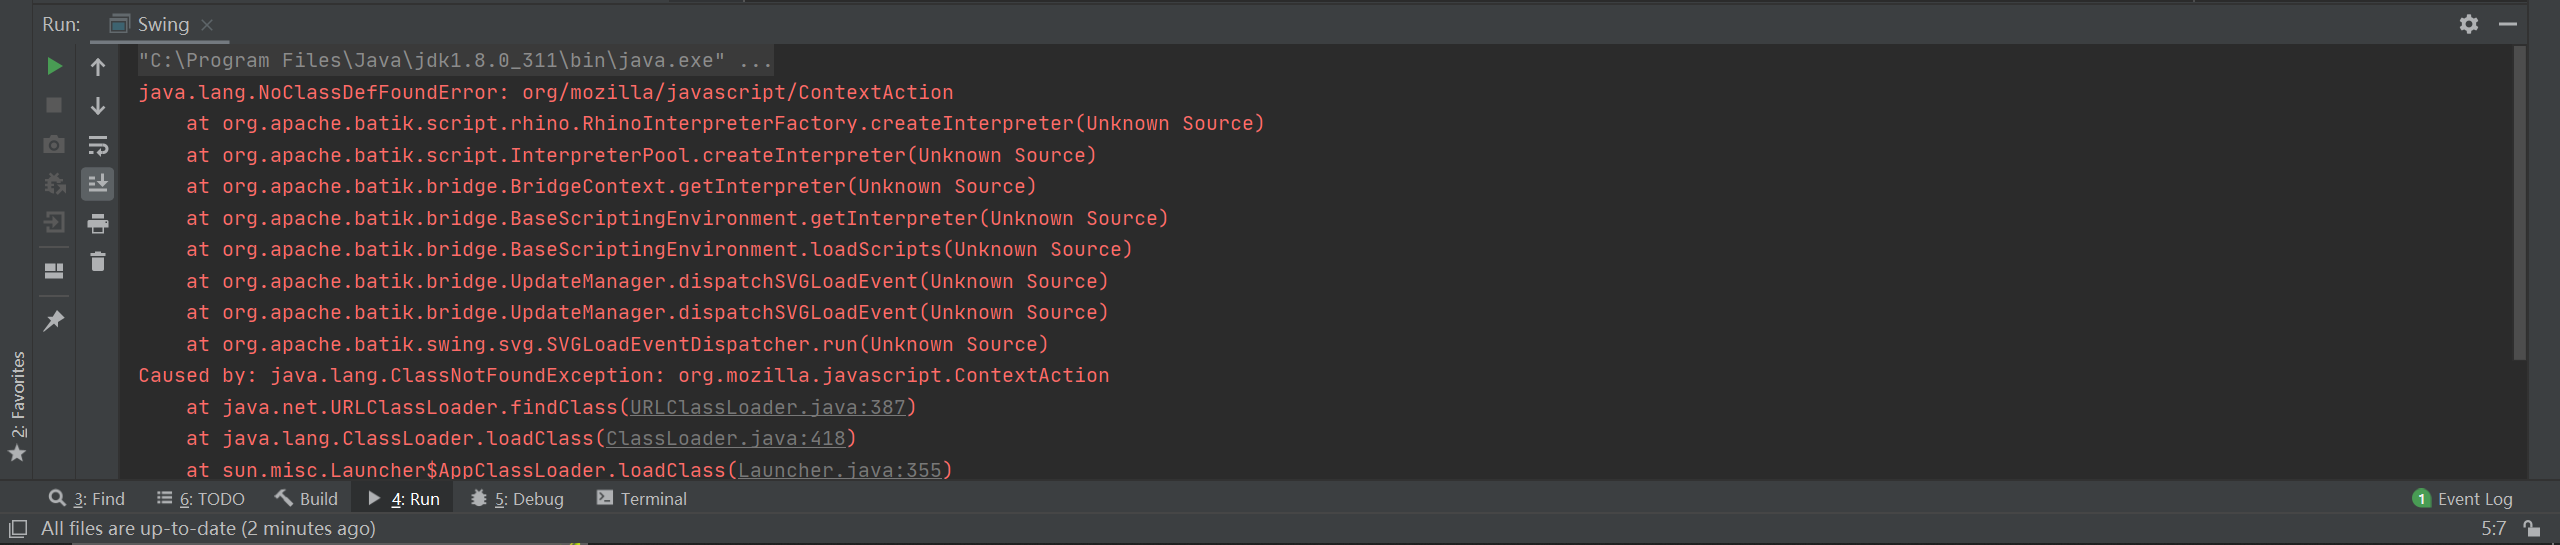 Run: Swing
"C:\Program Files\Java\jdk1.8.0_311\bin\java.exe" ...
java.lang.NoClassDefFoundError: org/mozilla/javascript/ContextAction
at org.apache.batik.script.rhino.RhinoInterpreterFactory.createInterpreter(Unknown Source)
at org.apache.batik.script.InterpreterPool.createInterpreter(Unknown Source)
at org.apache.batik.bridge.BridgeContext.getInterpreter(Unknown Source)
at org.apache.batik.bridge.BaseScriptingEnvironment.getInterpreter(Unknown Source)
at org.apache.batik.bridge.BaseScriptingEnvironment.loadScripts(Unknown Source)
at org.apache.batik.bridge.UpdateManager.dispatchSVGLoadEvent(Unknown Source)
at org.apache.batik.bridge.UpdateManager.dispatchSVGLoadEvent(Unknown Source)
at org.apache.batik.swing.svg.SVGLoadEventDispatcher.run(Unknown Source)
Caused by: java.lang.ClassNotFoundException: org.mozilla.javascript.ContextAction
at java.net.URLClassLoader.findClass(URLClassLoader.java:387)
at java.lang.ClassLoader.loadClass(ClassLoader.java:418)
at sun.misc.Launcher$AppClassLoader.loadClass(Launcher.java:355)
2: Favorites
3: Find 6: TODO Build 4: Run 5: Debug Terminal 1 Event Log
All files are up-to-date (2 minutes ago) 5:7